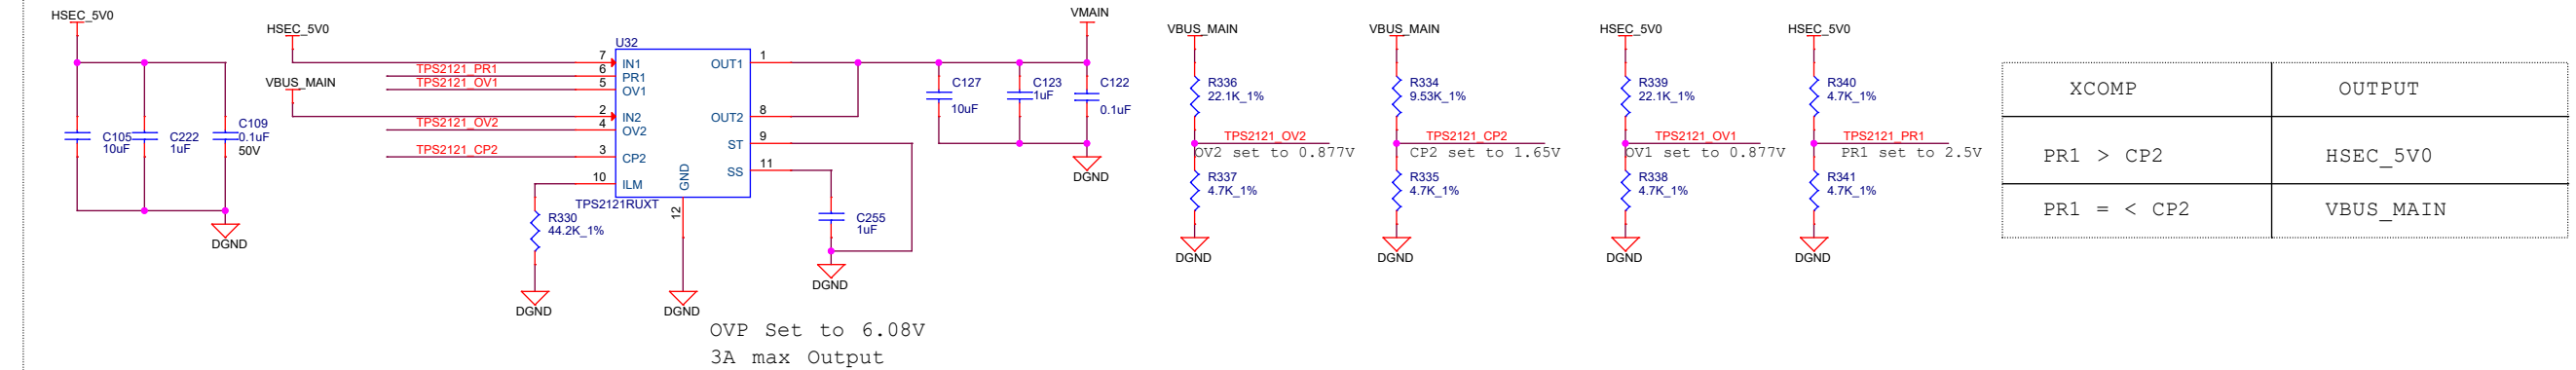 HSEC_5V0
C105
10uF
C222
1uF
C109
0.1uF
50V
DGND
HSEC_5V0
VBUS_MAIN
TPS2121_PR1
TPS2121_OV1
TPS2121_OV2
TPS2121_CP2
U32
7
6
5
2
4
3
10
IN1
PR1
OV1
IN2
OV2
CP2
ILM
GND
OUT1
OUT2
ST
SS
1
8
9
11
12
TPS2121RUXT
R330
44.2K_1%
DGND
DGND
C255
1uF
DGND
VMAIN
C127
10uF
C123
1uF
C122
0.1uF
DGND
OVP Set to 6.08V
3A max Output
VBUS_MAIN
R336
22.1K_1%
TPS2121_OV2
OV2 set to 0.877V
R337
4.7K_1%
DGND
VBUS_MAIN
R334
9.53K_1%
TPS2121_CP2
CP2 set to 1.65V
R335
4.7K_1%
DGND
HSEC_5V0
R339
22.1K_1%
TPS2121_OV1
OV1 set to 0.877V
R338
4.7K_1%
DGND
HSEC_5V0
R340
4.7K_1%
TPS2121_PR1
PR1 set to 2.5V
R341
4.7K_1%
DGND
XCOMP OUTPUT
PR1 > CP2 HSEC_5V0
PR1 = < CP2 VBUS_MAIN